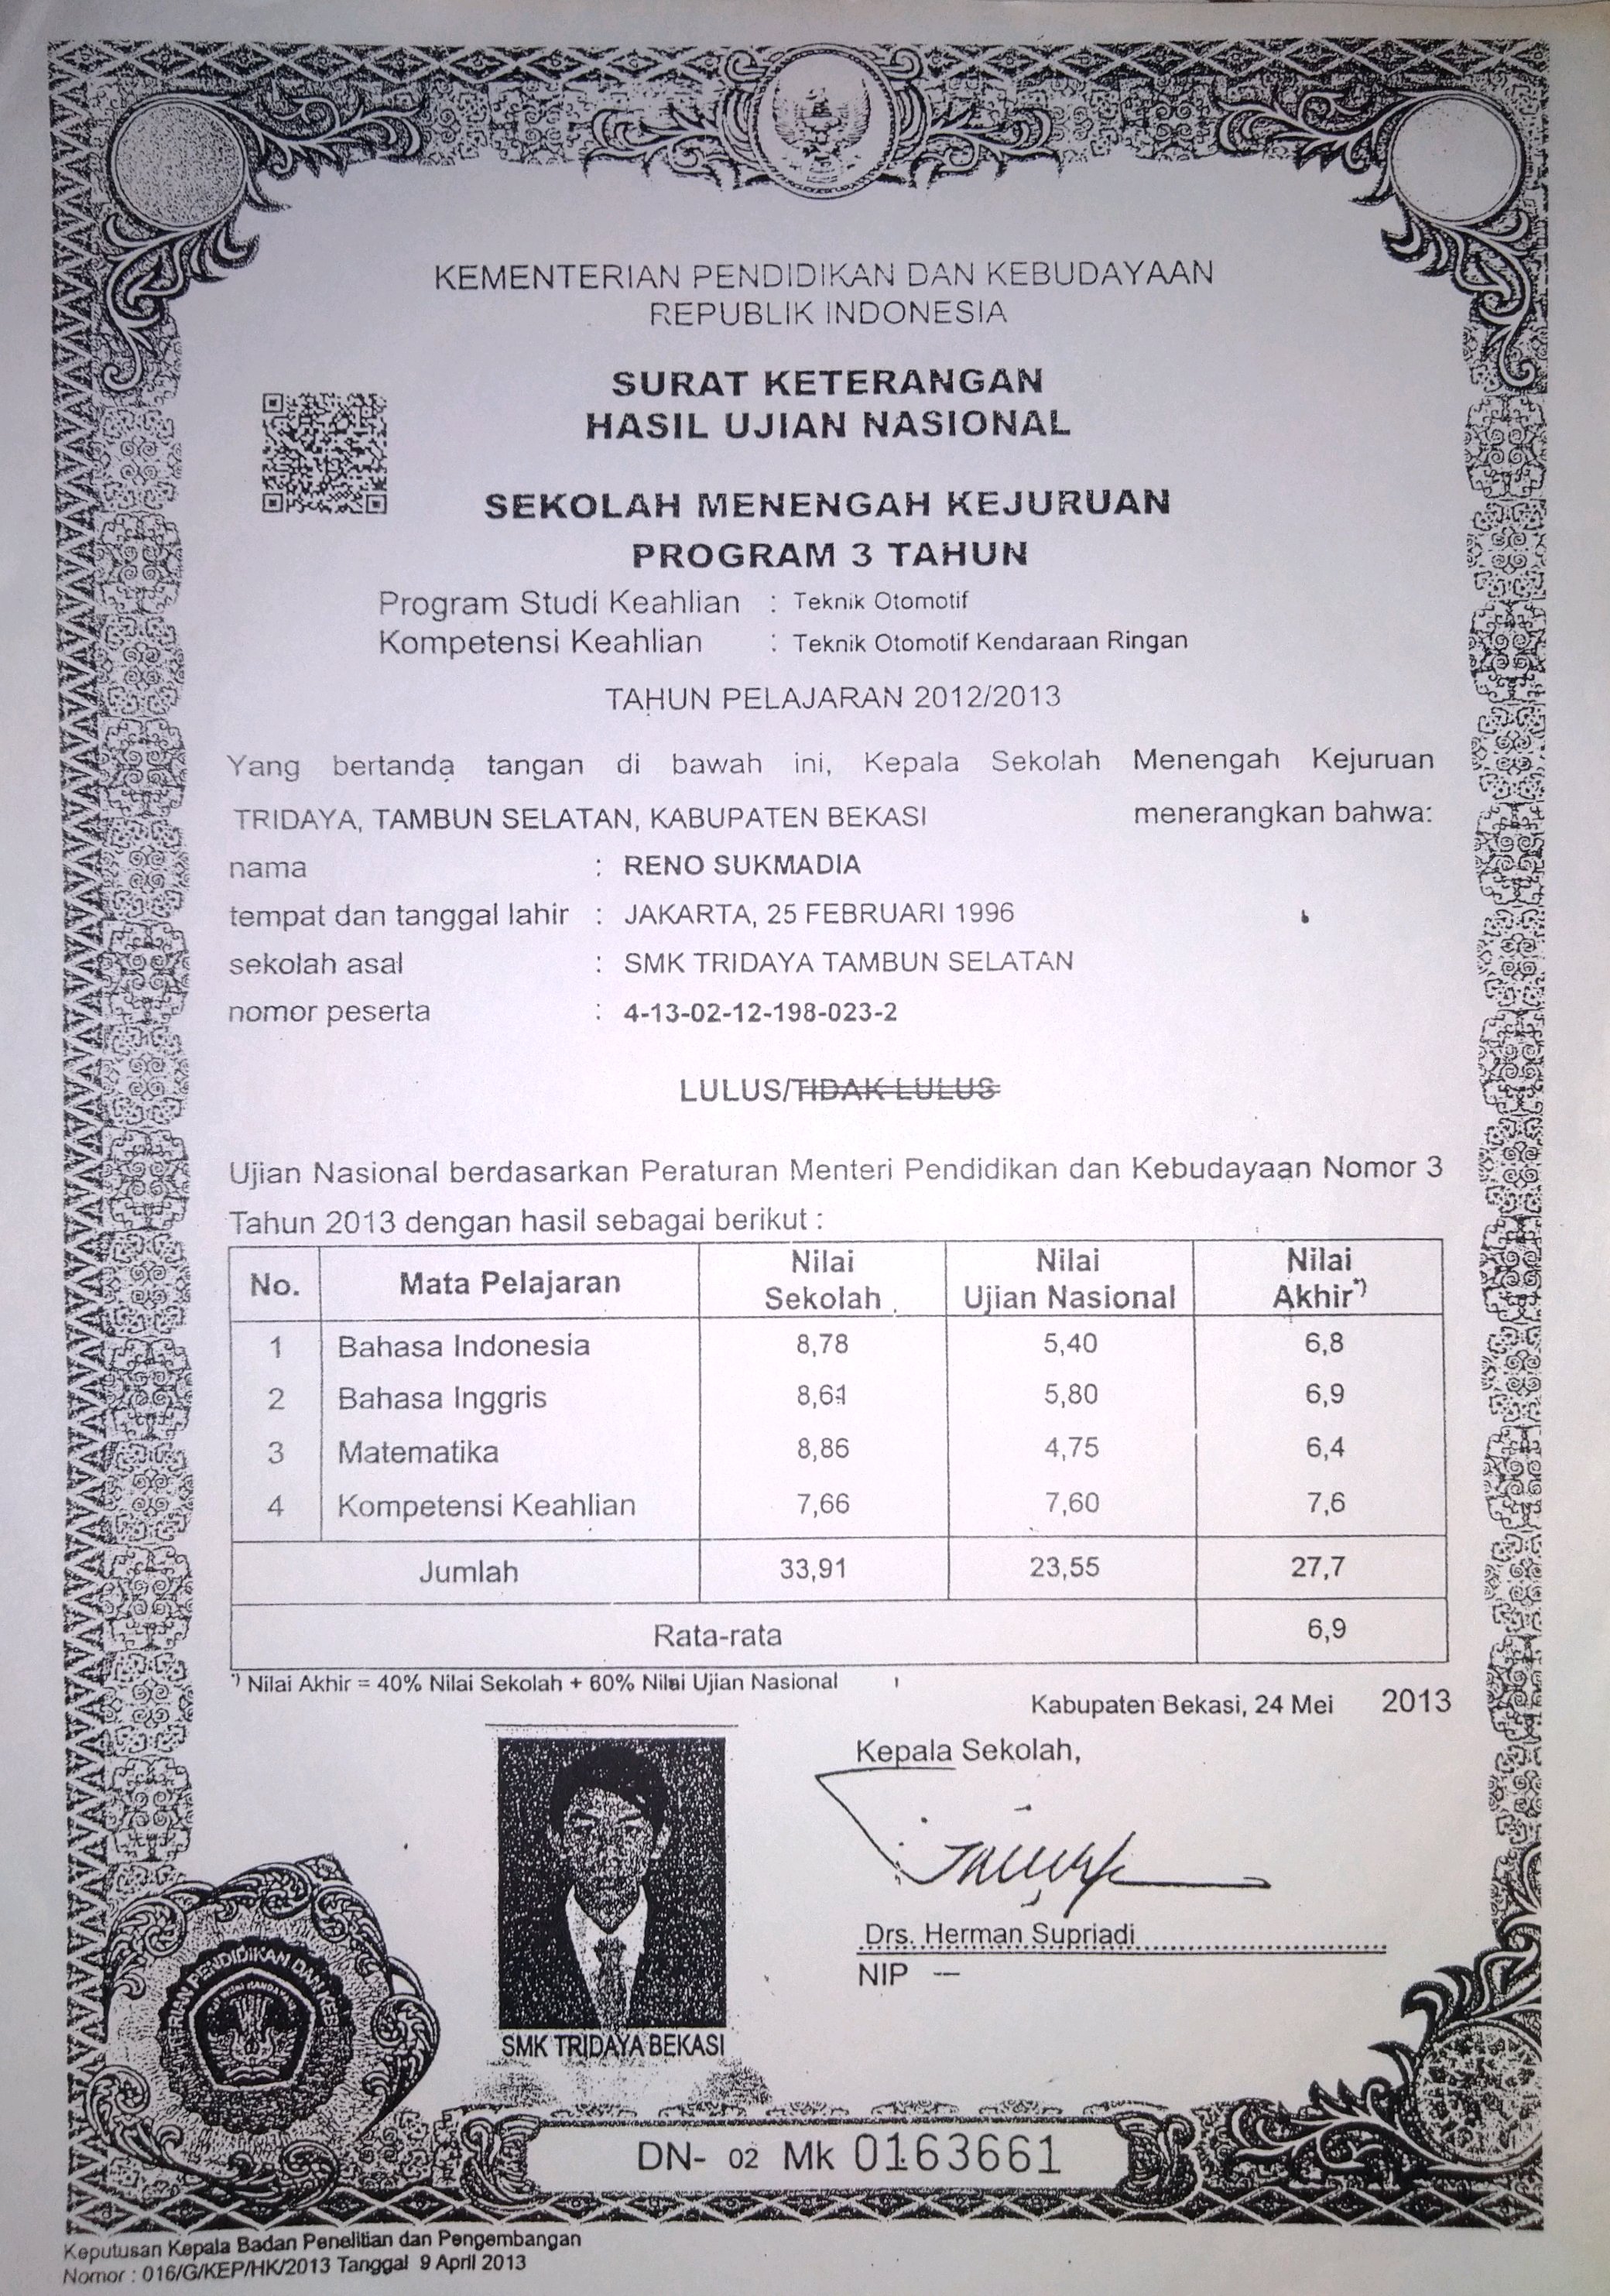 KEMENTERIAN PENDIDIKAN DAN KEBUDAYAAN
REPUBLIK INDONESIA
SURAT KETERANGAN
HASIL UJIAN NASIONAL
SEKOLAH MENENGAH KEJURUAN
PROGRAM 3 TAHUN
Program Studi Keahlian : Teknik Otomotif
Kompetensi Keahlian : Teknik Otomotif Kendaraan Ringan
TAHUN PELAJARAN 2012/2013
Yang bertanda tangan di bawah ini, Kepala Sekolah Menengah Kejuruan
TRIDAYA, TAMBUN SELATAN, KABUPATEN BEKASI menerangkan bahwa:
nama : RENO SUKMADIA
tempat dan tanggal lahir : JAKARTA, 25 FEBRUARI 1996
sekolah asal : SMK TRIDAYA TAMBUN SELATAN
nomor peserta : 4-13-02-12-198-023-2
LULUS/TIDAK LULUS
Ujian Nasional berdasarkan Peraturan Menteri Pendidikan dan Kebudayaan Nomor 3
Tahun 2013 dengan hasil sebagai berikut :
No. Mata Pelajaran Nilai Sekolah Nilai Ujian Nasional Nilai Akhir*)
1 Bahasa Indonesia 8,78 5,40 6,8
2 Bahasa Inggris 8,61 5,80 6,9
3 Matematika 8,86 4,75 6,4
4 Kompetensi Keahlian 7,66 7,60 7,6
Jumlah 33,91 23,55 27,7
Rata-rata 6,9
*) Nilai Akhir = 40% Nilai Sekolah + 60% Nilai Ujian Nasional
Kabupaten Bekasi, 24 Mei 2013
Kepala Sekolah,
Drs. Herman Supriadi
NIP —
SMK TRIDAYA BEKASI
DN- 02 Mk 0163661
Keputusan Kepala Badan Penelitian dan Pengembangan
Nomor : 016/G/KEP/HK/2013 Tanggal 9 April 2013